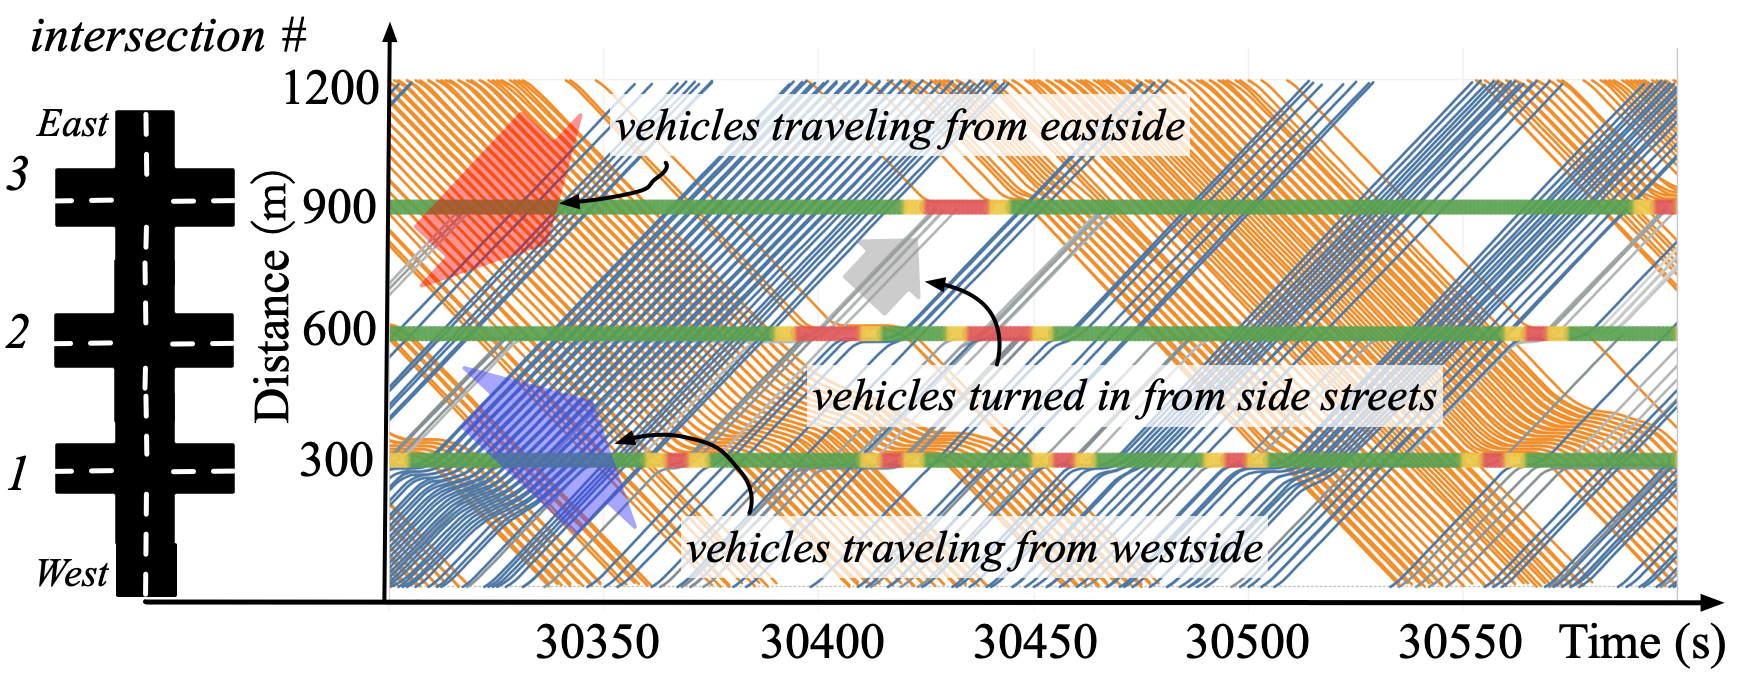 intersection #
East
3
2
1
West
Distance (m)
1200
900
600
300
vehicles traveling from eastside
vehicles turned in from side streets
vehicles traveling from westside
30350
30400
30450
30500
30550
Time (s)